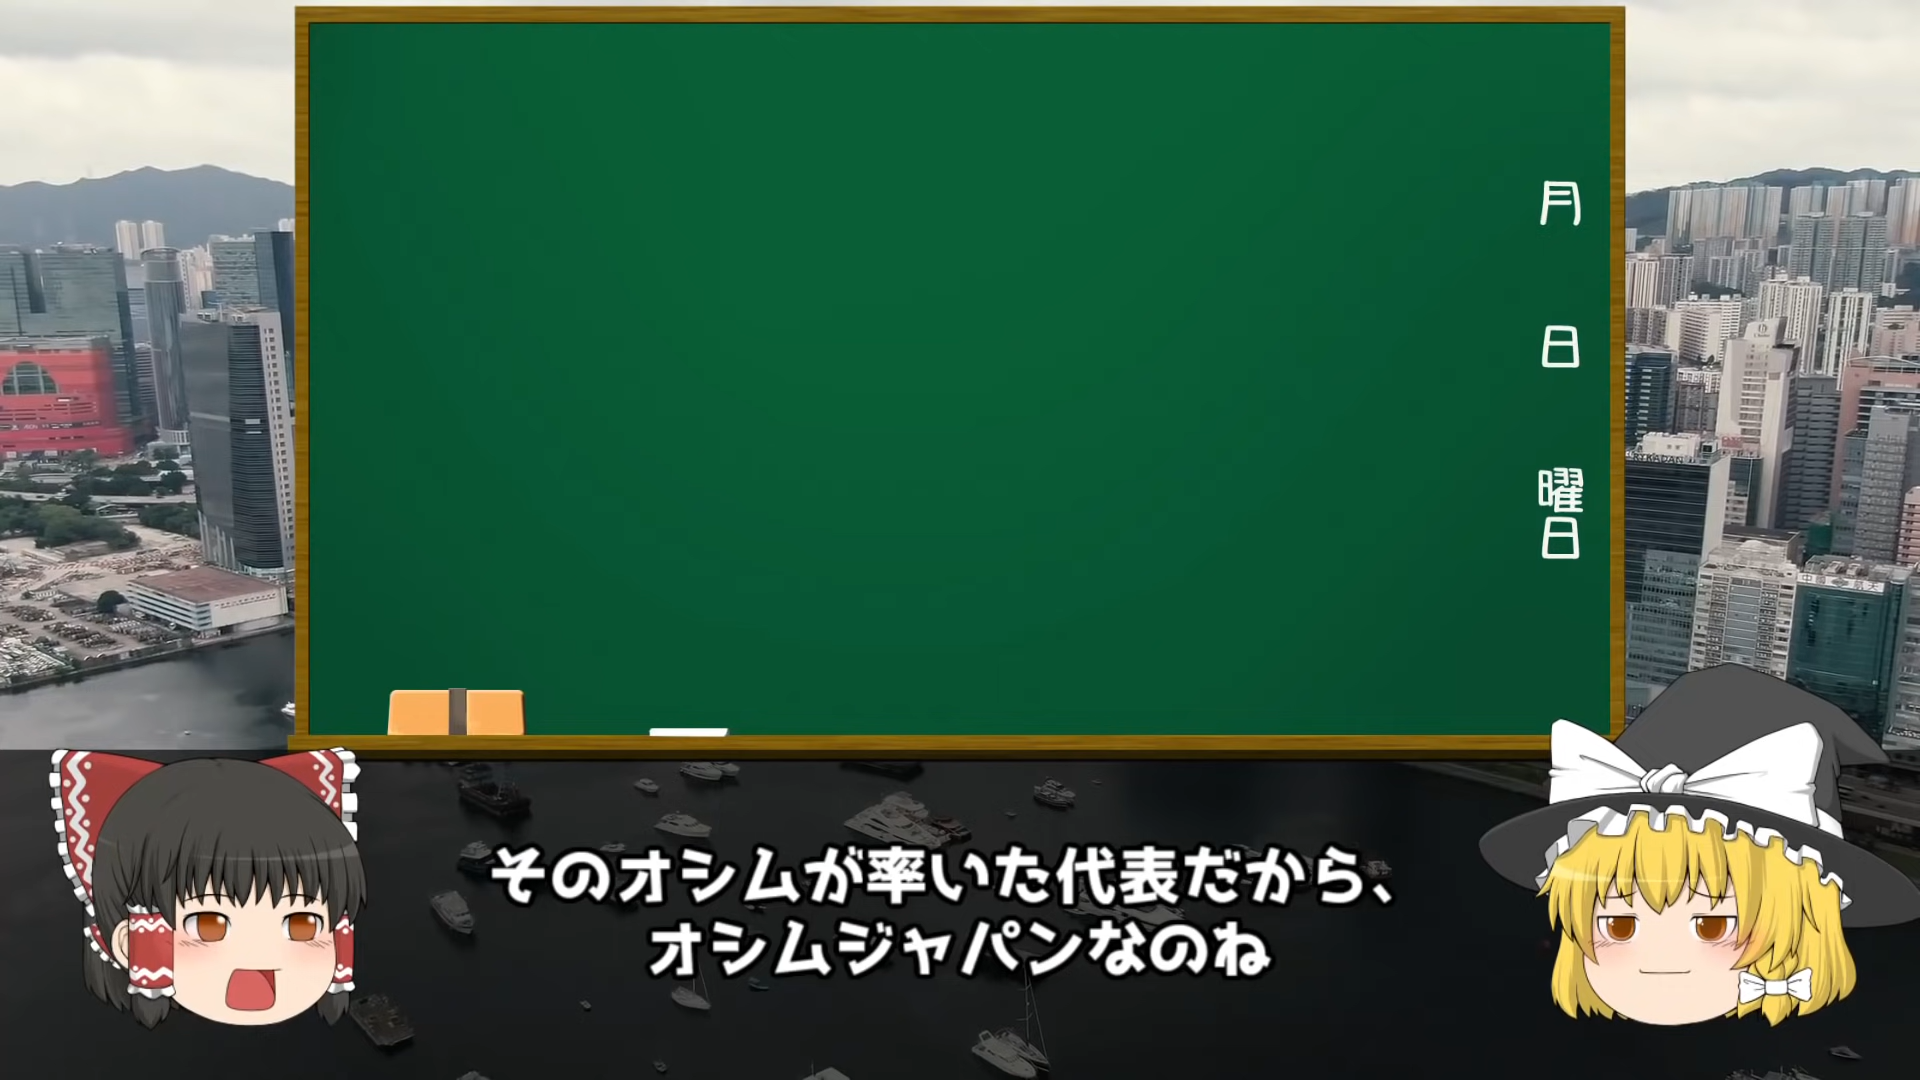 月
日
曜
日
そのオシムが率いた代表だから、
オシムジャパンなのね